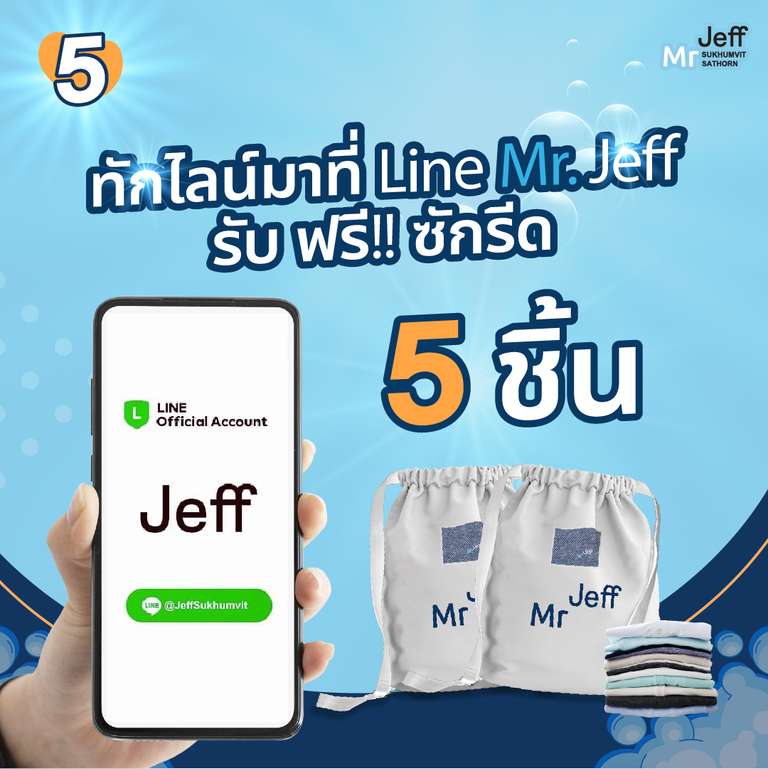 5
Mr Jeff
SUKHUMVIT
SATHORN
ทักไลน์มาที่ Line Mr. Jeff
รับ ฟรี!! ซักรีด
5 ชิ้น
L LINE
Official Account
Jeff
LINE @JeffSukhumvit
Mr J
Mr Jeff